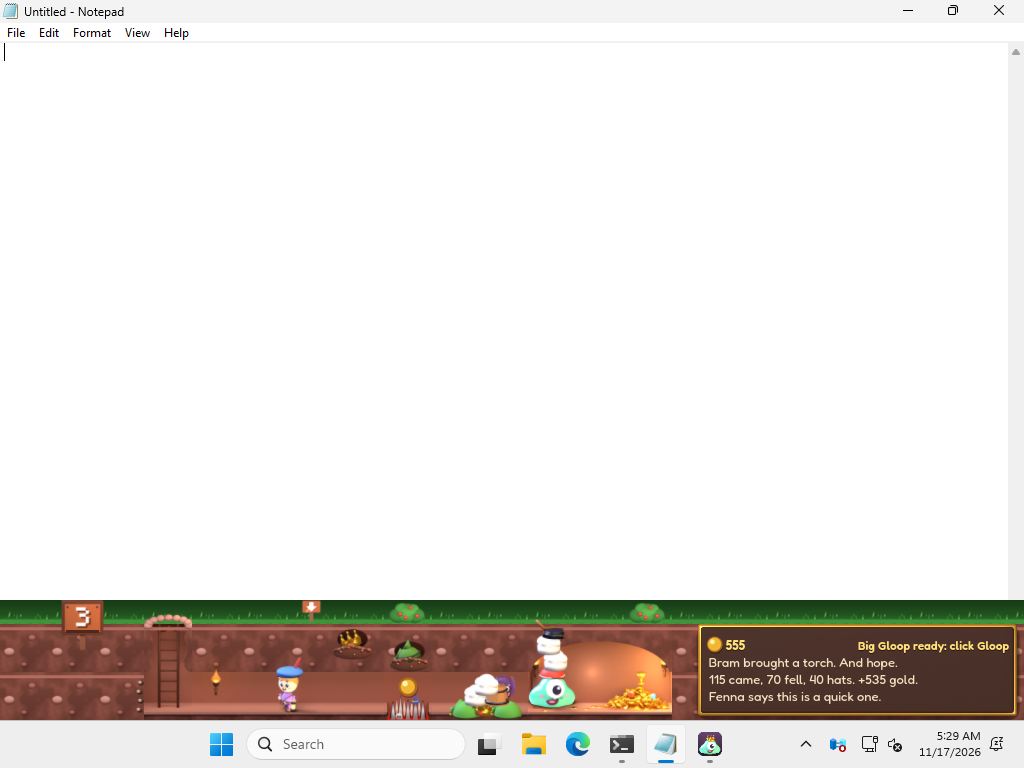 Untitled - Notepad
File Edit Format View Help
3
555 Big Gloop ready: click Gloop
Bram brought a torch. And hope.
115 came, 70 fell, 40 hats. +535 gold.
Fenna says this is a quick one.
Search
5:29 AM
11/17/2026